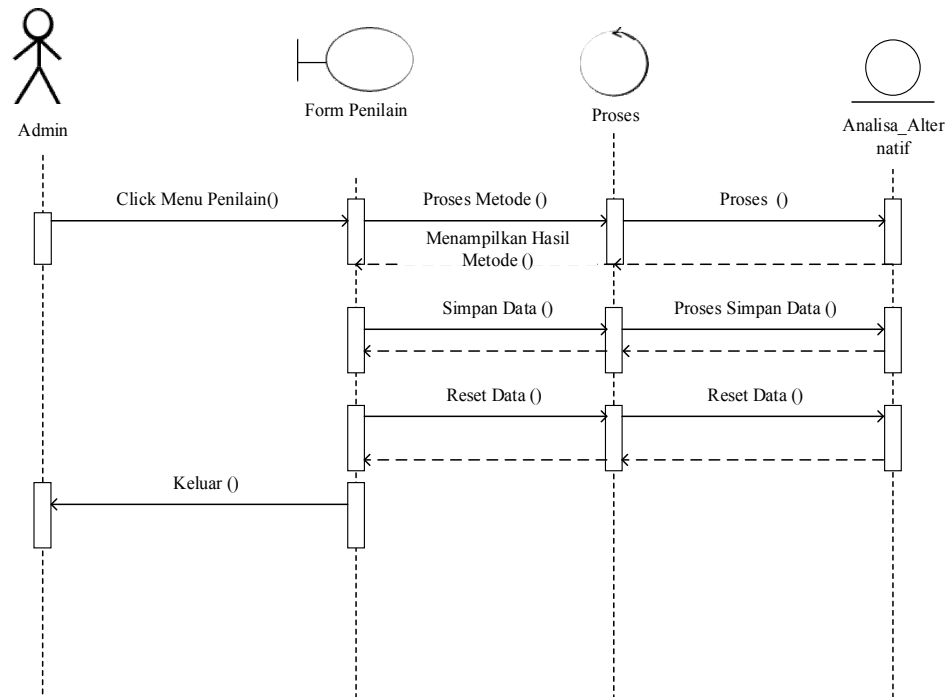 Form Penilain
Proses
Admin
Analisa_Alter
natif
Click Menu Penilain()
Proses Metode ()
Proses ()
Menampilkan Hasil
Metode ()
Simpan Data ()
Proses Simpan Data ()
Reset Data ()
Reset Data ()
Keluar ()